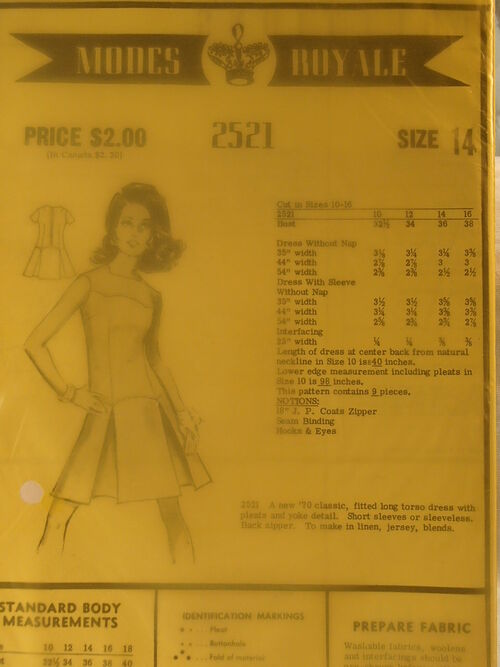 MODES ROYALE
PRICE $2.00
(In Canada, $2.50)
2521
SIZE 14
Cut in Sizes 10-16
2521 10 12 14 16
Bust 32½ 34 36 38
Dress Without Nap
35" width 3⅛ 3¼ 3¼ 3⅜
44" width 2⅞ 2⅞ 3 3
54" width 2⅜ 2⅜ 2½ 2½
Dress With Sleeve
Without Nap
35" width 3½ 3½ 3⅝ 3⅝
44" width 3¼ 3¼ 3⅜ 3⅜
54" width 2⅝ 2¾ 2¾ 2⅞
Interfacing
25" width ¼ ¼ ⅜ ⅜
Length of dress at center back from natural
neckline in Size 10 is 40 inches.
Lower edge measurement including pleats in
Size 10 is 98 inches.
This pattern contains 9 pieces.
NOTIONS:
18" J. P. Coats Zipper
Seam Binding
Hooks & Eyes
2521 A new '70 classic, fitted long torso dress with
pleats and yoke detail. Short sleeves or sleeveless.
Back zipper. To make in linen, jersey, blends.
STANDARD BODY
MEASUREMENTS
10 12 14 16 18
32½ 34 36 38 40
IDENTIFICATION MARKINGS
Pleat
Buttonhole
Fold of material
PREPARE FABRIC
Washable fabrics, woolens
and interfacings should be